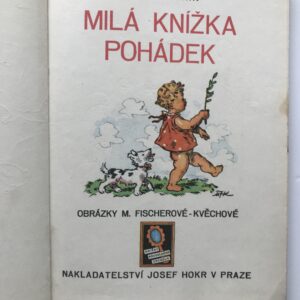 MILÁ KNÍŽKA
POHÁDEK
OBRÁZKY M. FISCHEROVÉ-KVĚCHOVÉ
NAKLADATELSTVÍ JOSEF HOKR V PRAZE